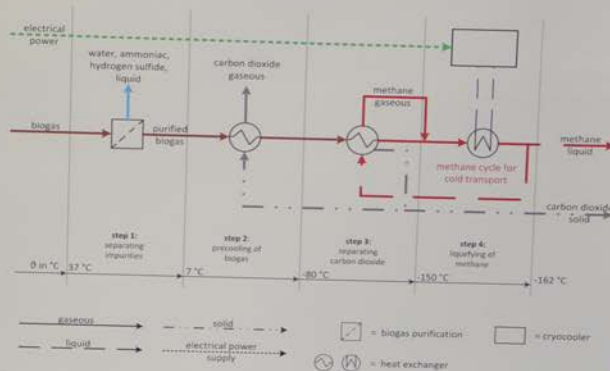 electrical
power
water, ammoniac,
hydrogen sulfide,
liquid
carbon dioxide
gaseous
methane
gaseous
biogas
purified
biogas
methane
liquid
methane cycle for
cold transport
carbon dioxide
solid
step 1:
separating
impurities
step 2:
precooling of
biogas
step 3:
separating
carbon dioxide
step 4:
liquefying of
methane
ϑ in °C
37 °C
7 °C
-80 °C
-150 °C
-162 °C
gaseous
solid
= biogas purification
= cryocooler
liquid
electrical power
supply
= heat exchanger